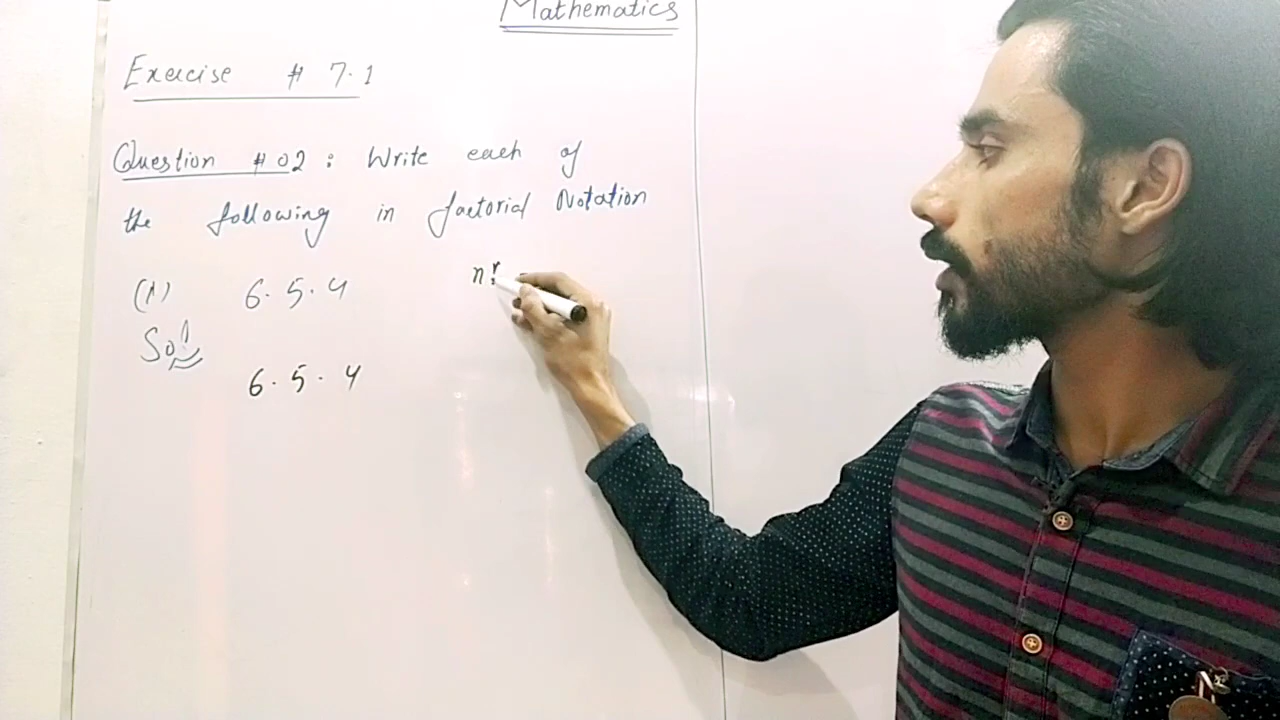 Mathematics
Exercise # 7.1
Question # 02 : Write each of
the following in factorial Notation
(1) 6. 5. 4
n!
Sol
6. 5. 4